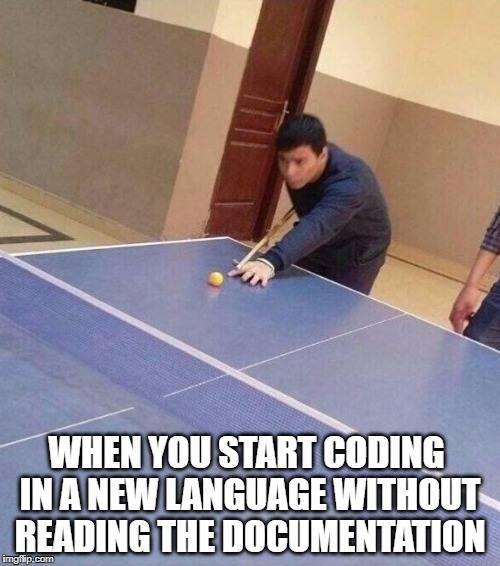 WHEN YOU START CODING
IN A NEW LANGUAGE WITHOUT
READING THE DOCUMENTATION
imgflip.com